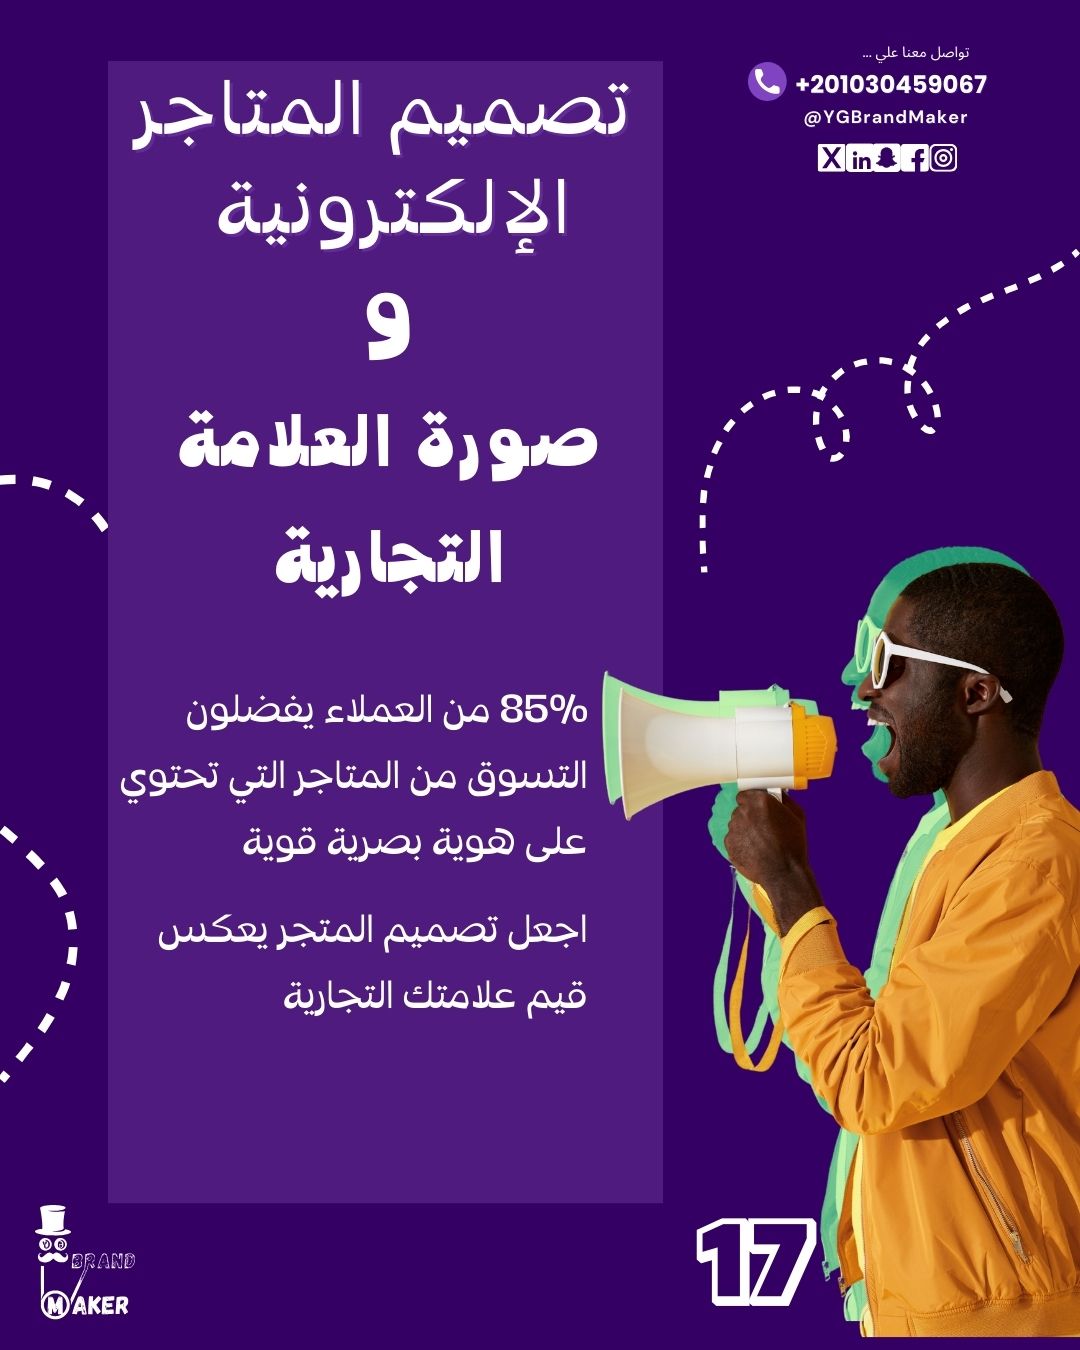 تواصل معنا علي ...
+201030459067
@YGBrandMaker
X in f
تصميم المتاجر
الإلكترونية
و
صورة العلامة
التجارية
85% من العملاء يفضلون
التسوق من المتاجر التي تحتوي
على هوية بصرية قوية
اجعل تصميم المتجر يعكس
قيم علامتك التجارية
17
Y G
BRAND
MAKER